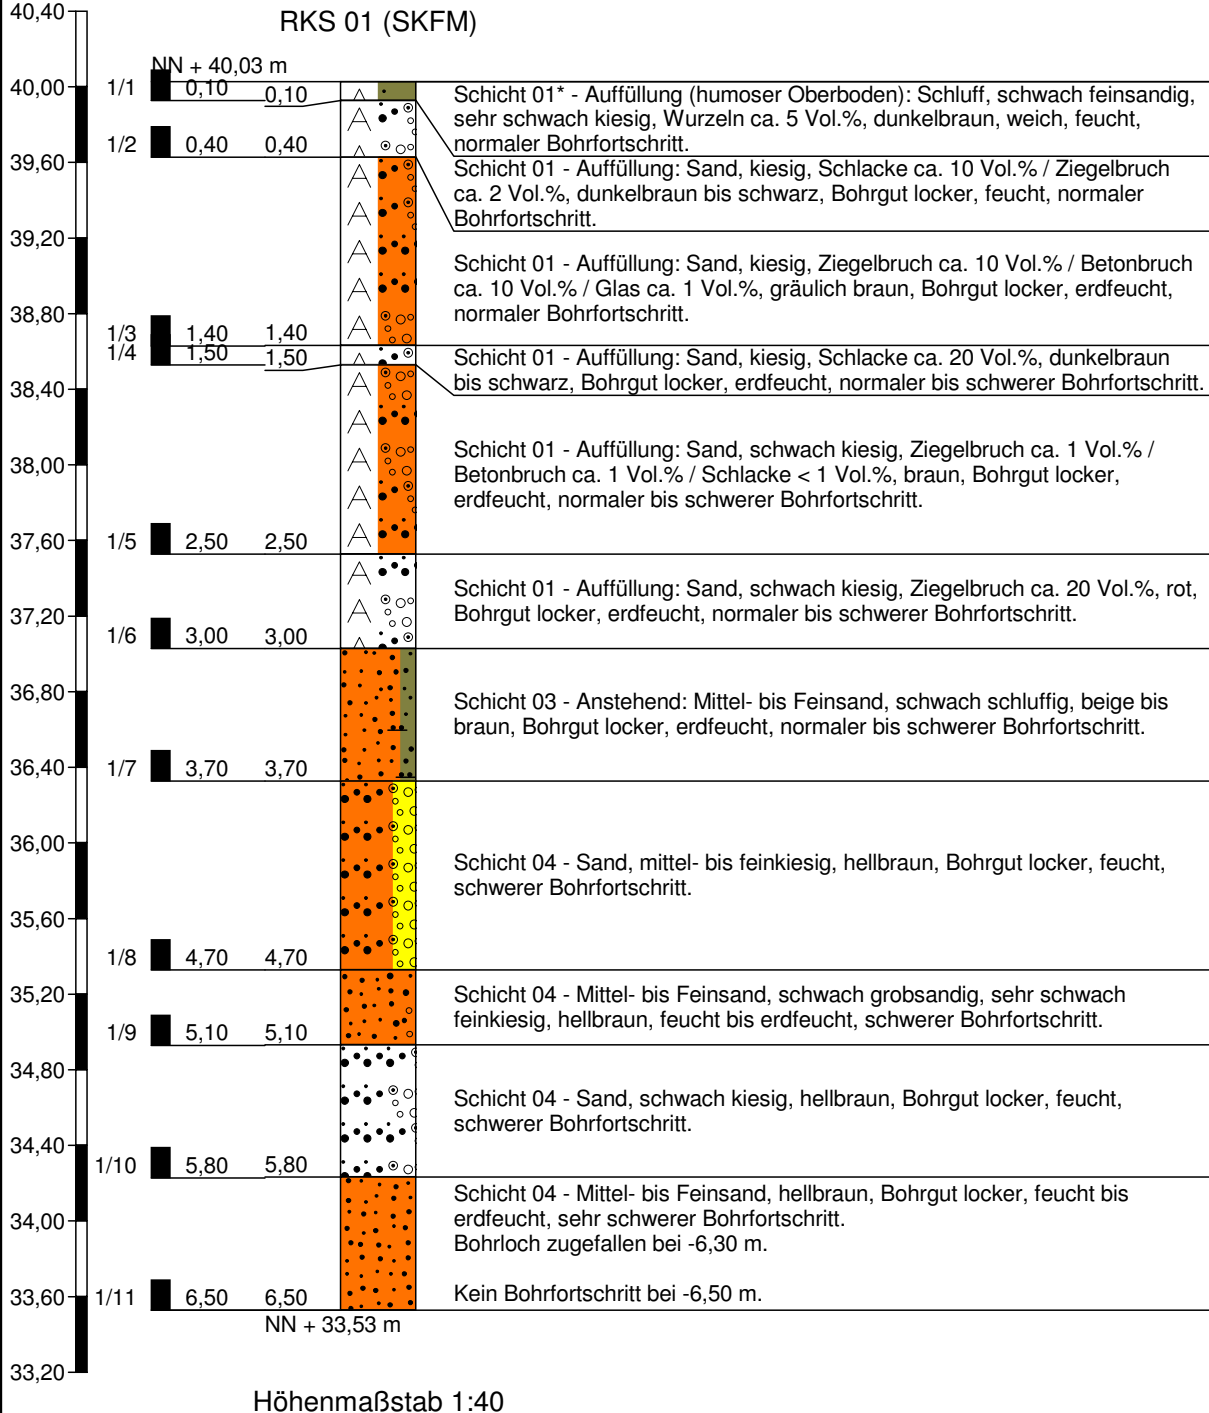 40,40
RKS 01 (SKFM)
NN + 40,03 m
40,00
1/1 0,10 0,10
Schicht 01* - Auffüllung (humoser Oberboden): Schluff, schwach feinsandig,
sehr schwach kiesig, Wurzeln ca. 5 Vol.%, dunkelbraun, weich, feucht,
normaler Bohrfortschritt.
1/2 0,40 0,40
39,60
Schicht 01 - Auffüllung: Sand, kiesig, Schlacke ca. 10 Vol.% / Ziegelbruch
ca. 2 Vol.%, dunkelbraun bis schwarz, Bohrgut locker, feucht, normaler
Bohrfortschritt.
39,20
Schicht 01 - Auffüllung: Sand, kiesig, Ziegelbruch ca. 10 Vol.% / Betonbruch
ca. 10 Vol.% / Glas ca. 1 Vol.%, gräulich braun, Bohrgut locker, erdfeucht,
normaler Bohrfortschritt.
38,80
1/3 1,40 1,40
1/4 1,50 1,50
Schicht 01 - Auffüllung: Sand, kiesig, Schlacke ca. 20 Vol.%, dunkelbraun
bis schwarz, Bohrgut locker, erdfeucht, normaler bis schwerer Bohrfortschritt.
38,40
Schicht 01 - Auffüllung: Sand, schwach kiesig, Ziegelbruch ca. 1 Vol.% /
38,00
Betonbruch ca. 1 Vol.% / Schlacke < 1 Vol.%, braun, Bohrgut locker,
erdfeucht, normaler bis schwerer Bohrfortschritt.
37,60
1/5 2,50 2,50
Schicht 01 - Auffüllung: Sand, schwach kiesig, Ziegelbruch ca. 20 Vol.%, rot,
Bohrgut locker, erdfeucht, normaler bis schwerer Bohrfortschritt.
37,20
1/6 3,00 3,00
36,80
Schicht 03 - Anstehend: Mittel- bis Feinsand, schwach schluffig, beige bis
braun, Bohrgut locker, erdfeucht, normaler bis schwerer Bohrfortschritt.
36,40
1/7 3,70 3,70
36,00
Schicht 04 - Sand, mittel- bis feinkiesig, hellbraun, Bohrgut locker, feucht,
schwerer Bohrfortschritt.
35,60
1/8 4,70 4,70
35,20
Schicht 04 - Mittel- bis Feinsand, schwach grobsandig, sehr schwach
feinkiesig, hellbraun, feucht bis erdfeucht, schwerer Bohrfortschritt.
1/9 5,10 5,10
34,80
Schicht 04 - Sand, schwach kiesig, hellbraun, Bohrgut locker, feucht,
schwerer Bohrfortschritt.
34,40
1/10 5,80 5,80
Schicht 04 - Mittel- bis Feinsand, hellbraun, Bohrgut locker, feucht bis
34,00
erdfeucht, sehr schwerer Bohrfortschritt.
Bohrloch zugefallen bei -6,30 m.
33,60
1/11 6,50 6,50
Kein Bohrfortschritt bei -6,50 m.
NN + 33,53 m
33,20
Höhenmaßstab 1:40
A A A A A A A A A A A A A A A